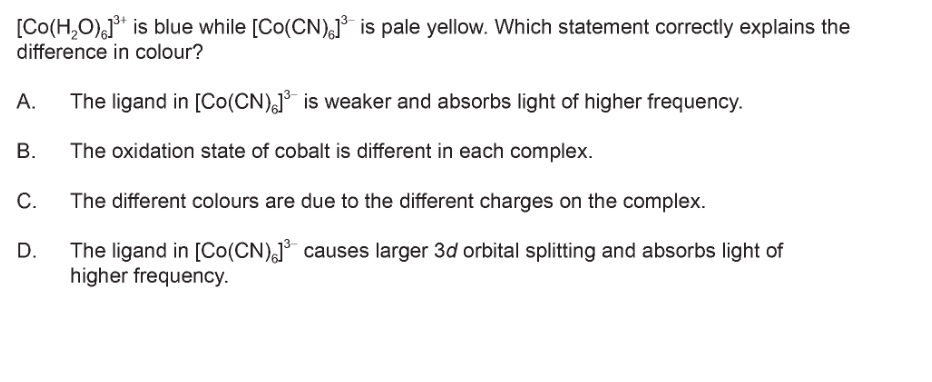 [Co(H₂O)₆]³⁺ is blue while [Co(CN)₆]³⁻ is pale yellow. Which statement correctly explains the
difference in colour?
A. The ligand in [Co(CN)₆]³⁻ is weaker and absorbs light of higher frequency.
B. The oxidation state of cobalt is different in each complex.
C. The different colours are due to the different charges on the complex.
D. The ligand in [Co(CN)₆]³⁻ causes larger 3d orbital splitting and absorbs light of
higher frequency.